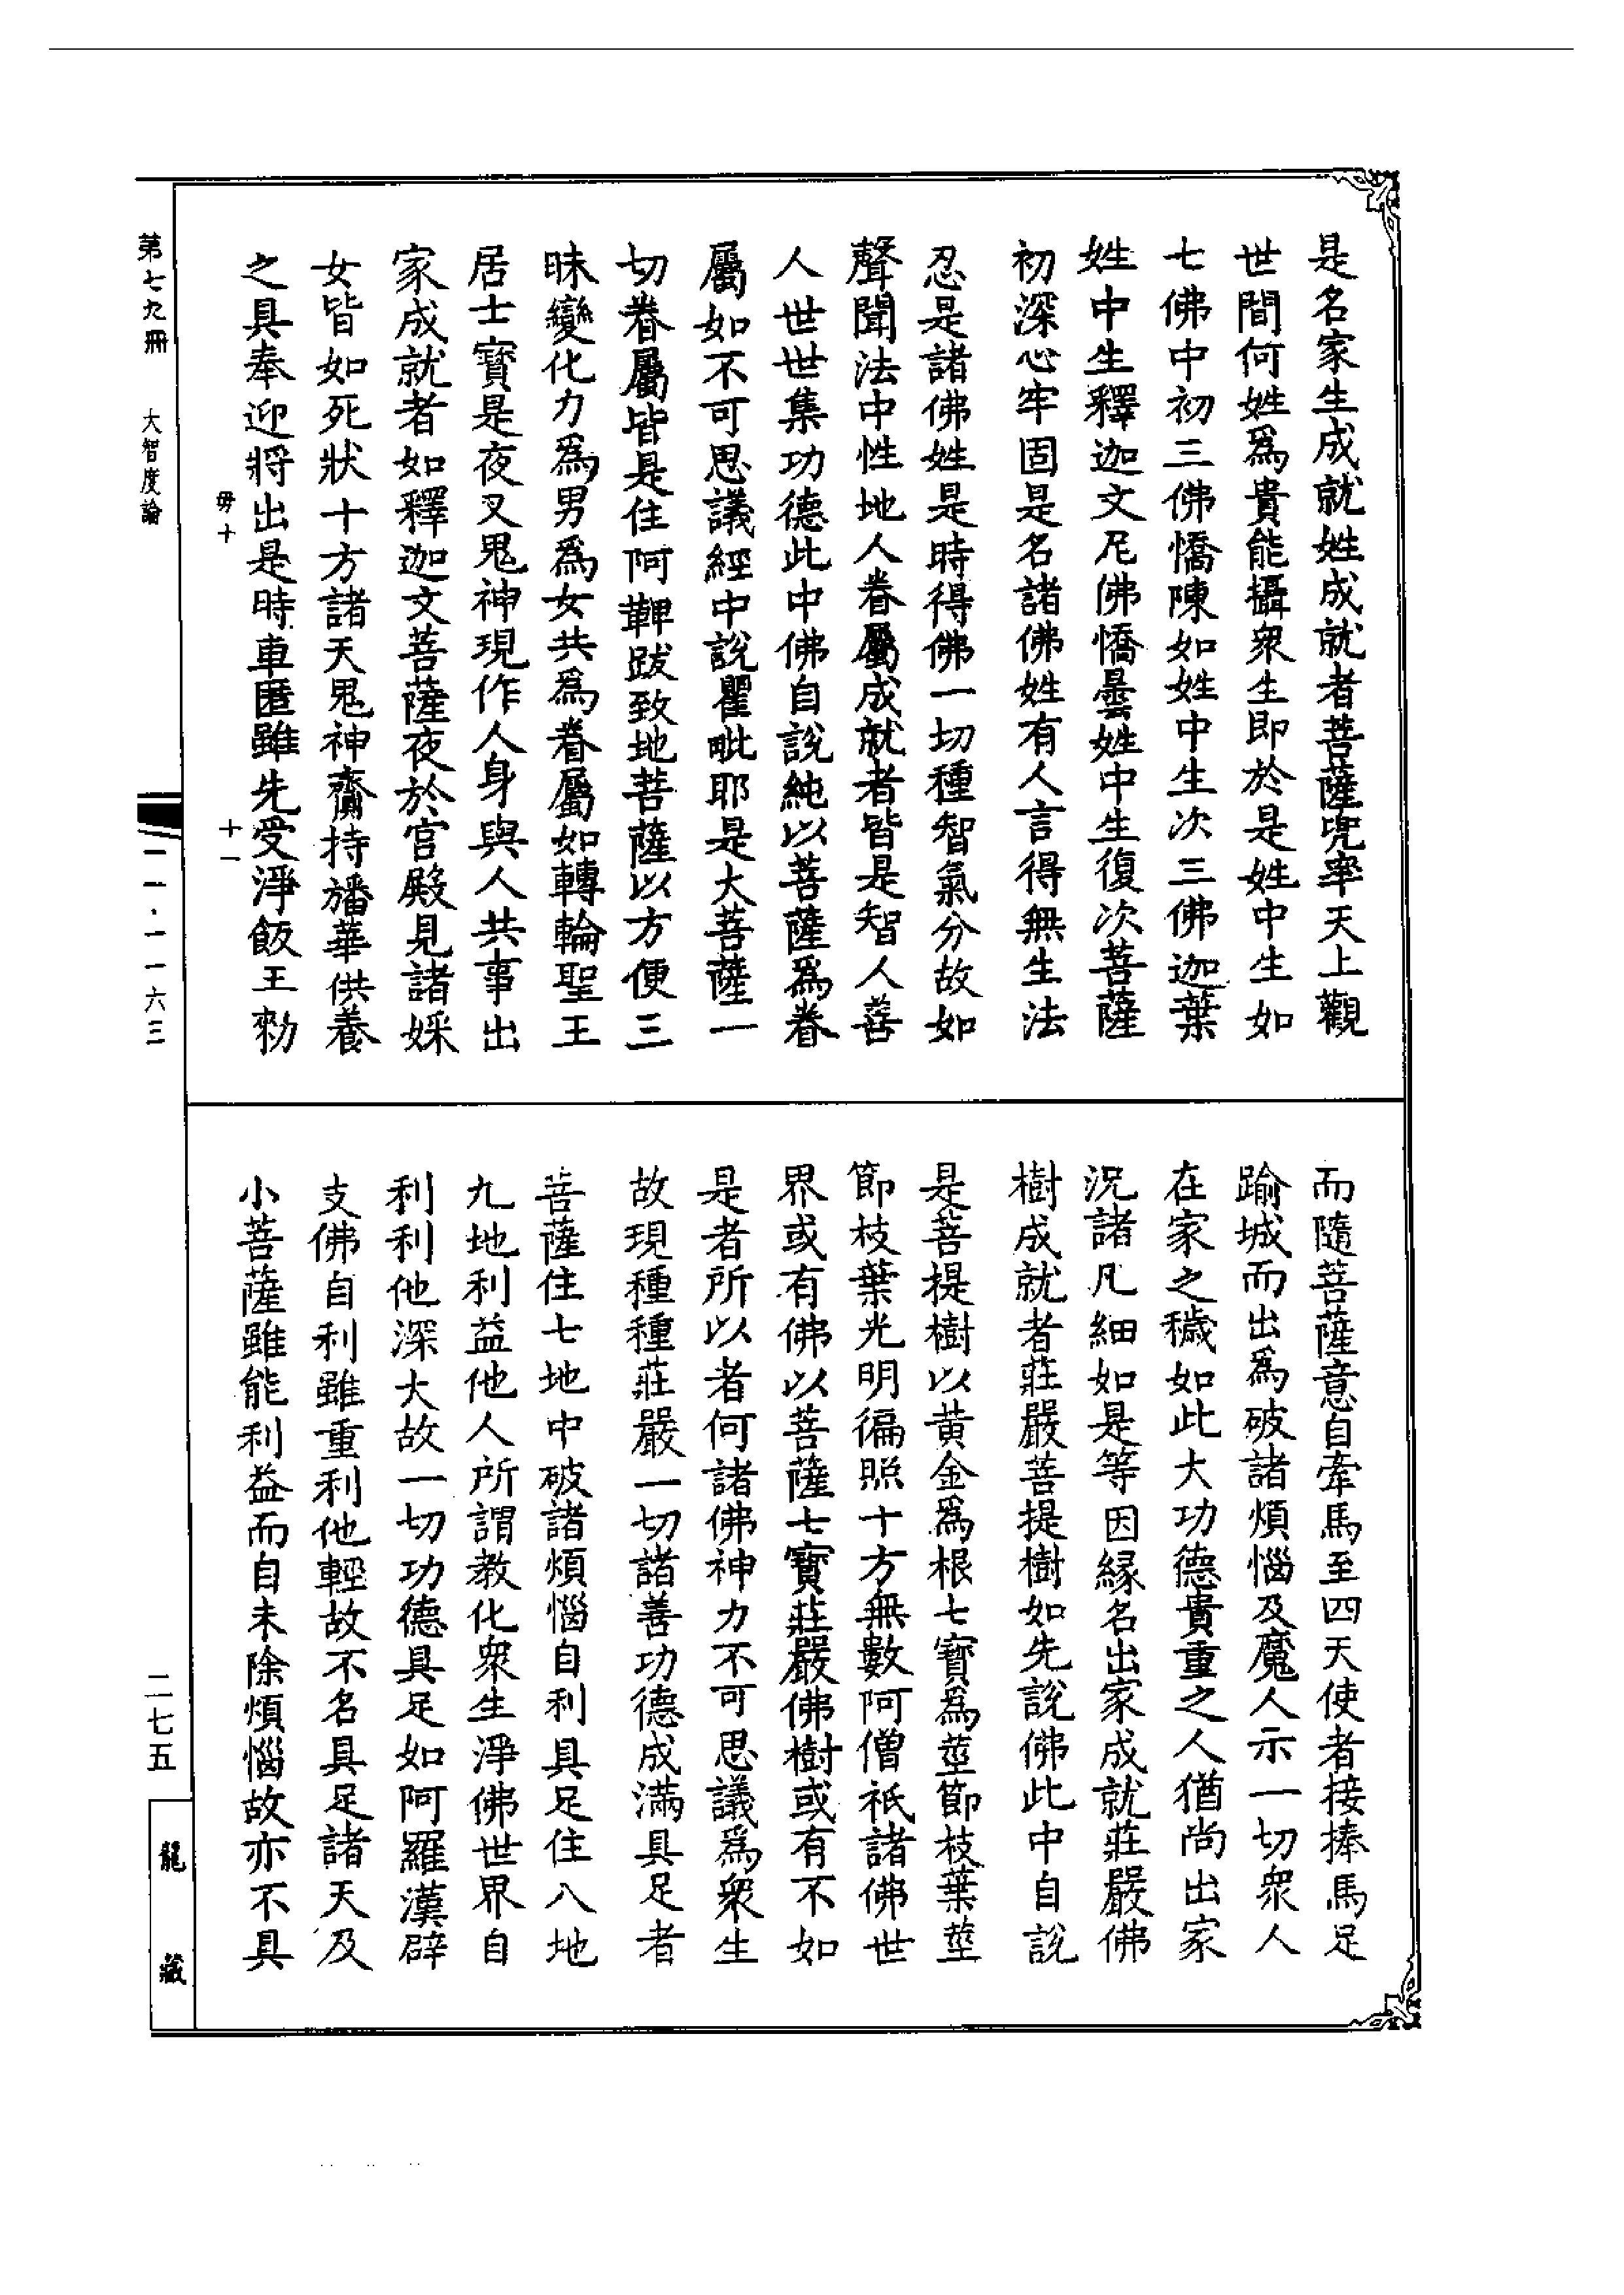 是名家生成就姓成就者菩薩兜率天上觀
世間何姓爲貴能攝衆生即於是姓中生如
七佛中初三佛憍陳如姓中生次三佛迦葉
姓中生釋迦文尼佛憍曇姓中生復次菩薩
初深心牢固是名諸佛姓有人言得無生法
忍是諸佛姓是時得佛一切種智氣分故如
聲聞法中性地人眷屬成就者皆是智人善
人世世集功德此中佛自說純以菩薩爲眷
屬如不可思議經中說瞿毗耶是大菩薩一
切眷屬皆是住阿鞞跋致地菩薩以方便三
昧變化力爲男爲女共爲眷屬如轉輪聖王
居士寶是夜叉鬼神現作人身與人共事出
家成就者如釋迦文菩薩夜於宮殿見諸婇
女皆如死狀十方諸天鬼神齎持旛華供養
之具奉迎將出是時車匿雖先受淨飯王勑
而隨菩薩意自牽馬至四天使者接捧馬足
踰城而出爲破諸煩惱及魔人示一切衆人
在家之穢如此大功德貴重之人猶尚出家
況諸凡細如是等因緣名出家成就莊嚴佛
樹成就者莊嚴菩提樹如先說佛此中自說
是菩提樹以黃金爲根七寶爲莖節枝葉莖
節枝葉光明徧照十方無數阿僧祇諸佛世
界或有佛以菩薩七寶莊嚴佛樹或有不如
是者所以者何諸佛神力不可思議爲衆生
故現種種莊嚴一切諸善功德成滿具足者
菩薩住七地中破諸煩惱自利具足住八地
九地利益他人所謂教化衆生淨佛世界自
利利他深大故一切功德具足如阿羅漢辟
支佛自利雖重利他輕故不名具足諸天及
小菩薩雖能利益而自未除煩惱故亦不具
毋十
十一
第七九冊
大智度論
一一·一一六三
二七五
龍藏